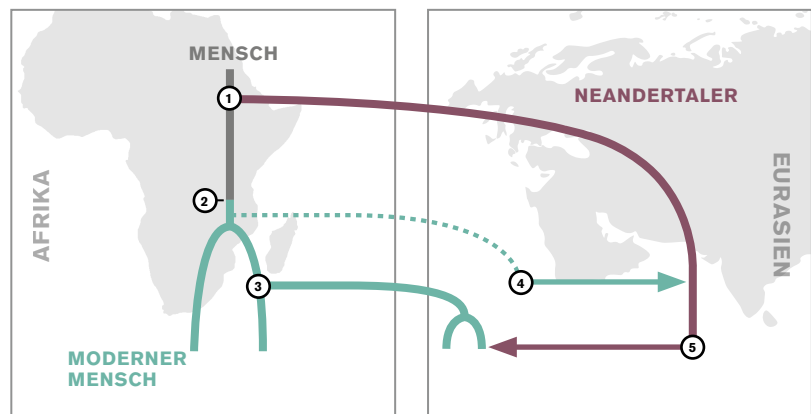 MENSCH
NEANDERTALER
1
AFRIKA
EURASIEN
2
3
4
MODERNER
MENSCH
5